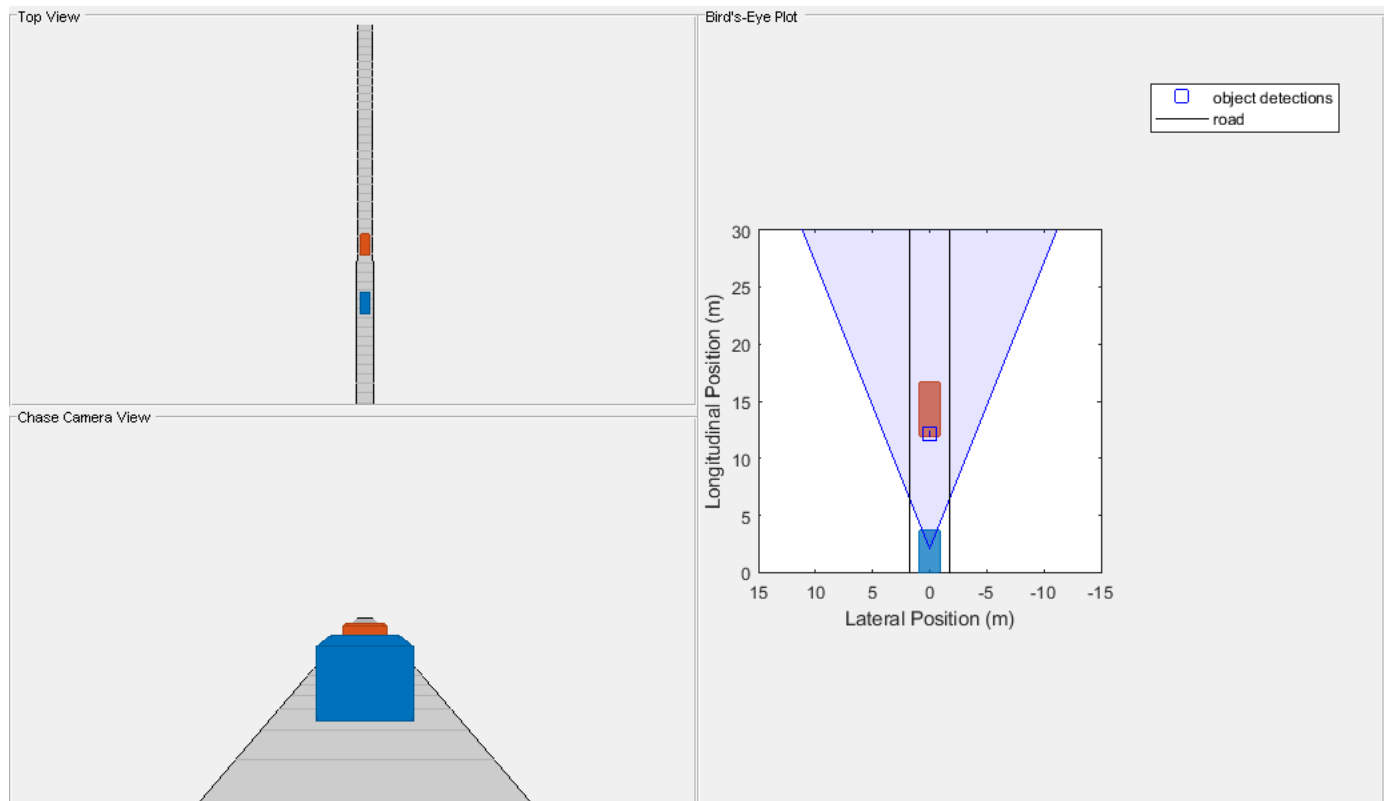 Top View
Chase Camera View
Bird's-Eye Plot
object detections
road
30
25
20
15
10
5
0
15 10 5 0 -5 -10 -15
Longitudinal Position (m)
Lateral Position (m)